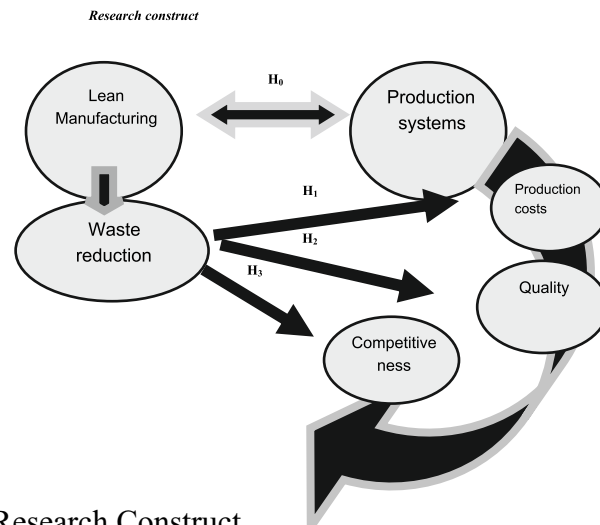 Research construct
Lean
Manufacturing
H₀
Production
systems
H₁
Production
costs
Waste
reduction
H₂
H₃
Quality
Competitive
ness
Research Construct